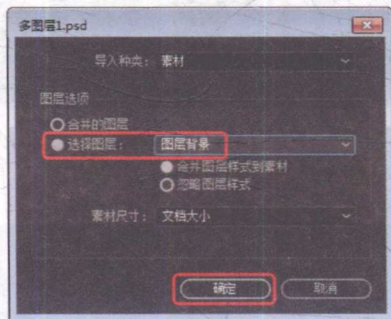 多图层1.psd
导入种类： 素材
图层选项
合并的图层
选择图层： 图层背景
合并图层样式到素材
忽略图层样式
素材尺寸： 文档大小
确定 取消